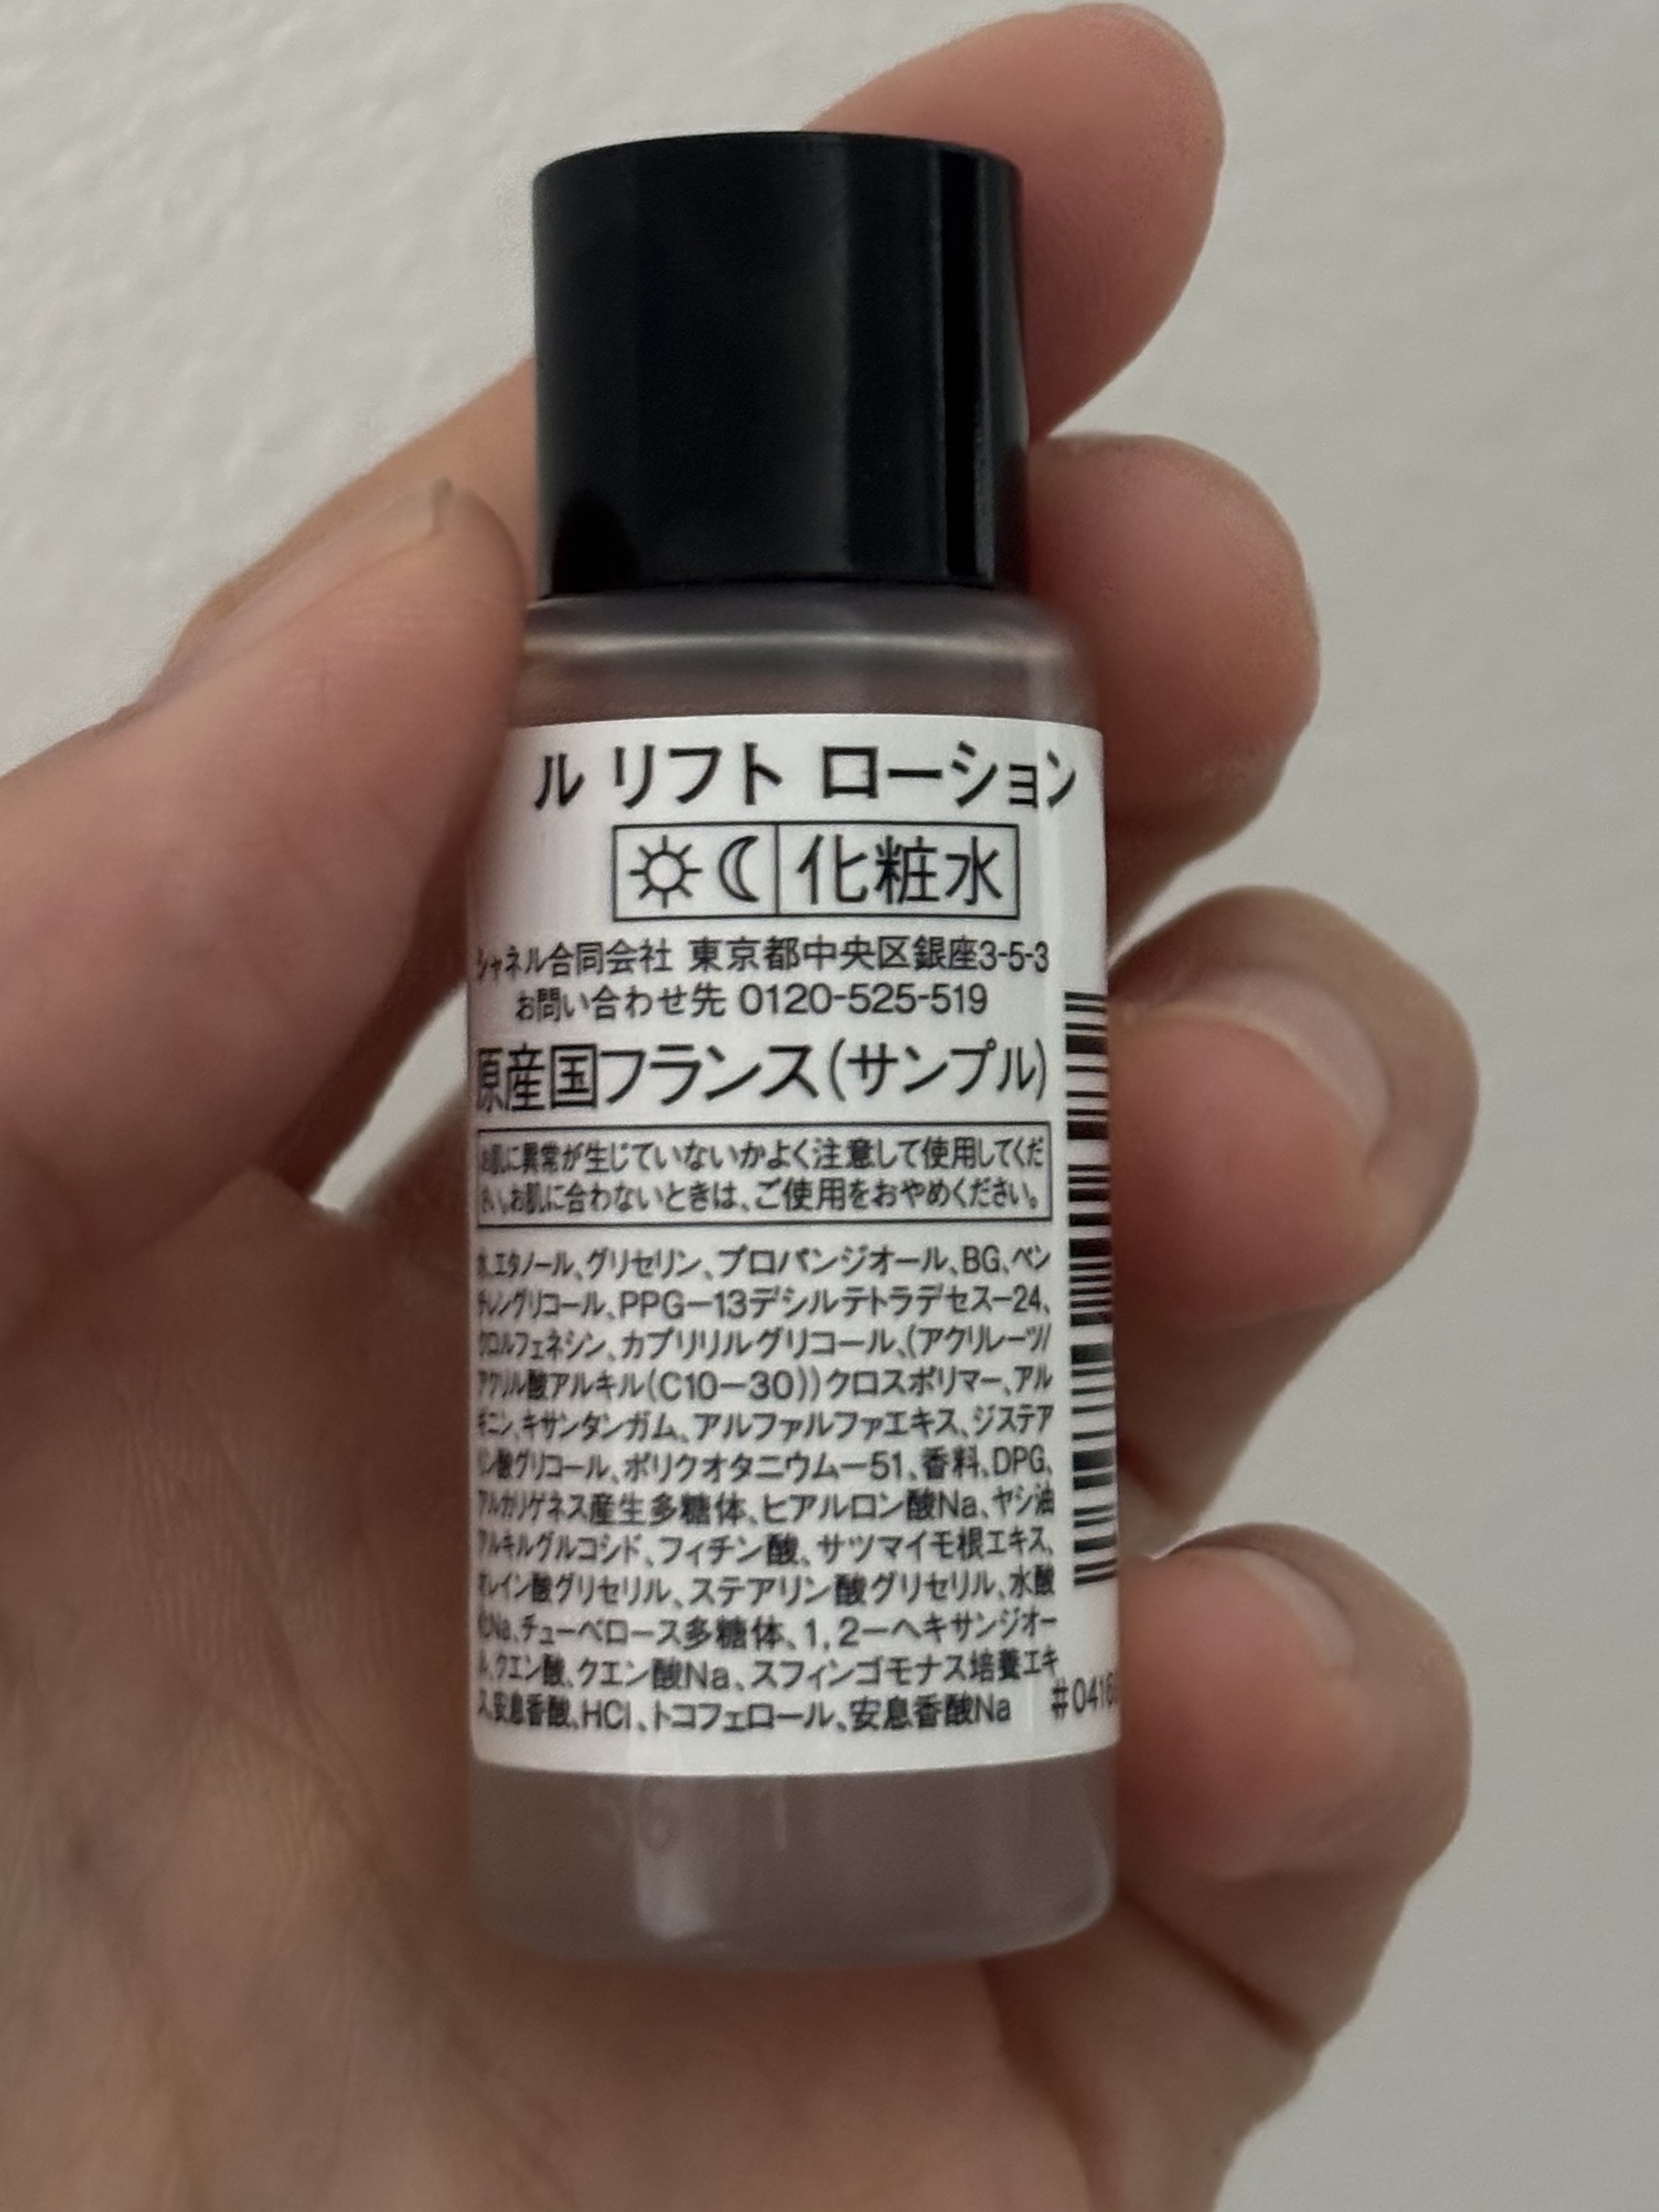 ル リフト ローション
化粧水
シャネル合同会社 東京都中央区銀座3-5-3
お問い合わせ先 0120-525-519
原産国フランス(サンプル)
お肌に異常が生じていないかよく注意して使用してくだ
さい。お肌に合わないときは、ご使用をおやめください。
水、エタノール、グリセリン、プロパンジオール、BG、ペン
チレングリコール、PPG－13デシルテトラデセス－24、
クロルフェネシン、カプリリルグリコール、(アクリレーツ/
アクリル酸アルキル(C10－30))クロスポリマー、アル
ギニン、キサンタンガム、アルファルファエキス、ジステア
リン酸グリコール、ポリクオタニウム－51、香料、DPG、
アルカリゲネス産生多糖体、ヒアルロン酸Na、ヤシ油
アルキルグルコシド、フィチン酸、サツマイモ根エキス、
オレイン酸グリセリル、ステアリン酸グリセリル、水酸
化Na、チューベロース多糖体、1，2－ヘキサンジオー
ル、クエン酸、クエン酸Na、スフィンゴモナス培養エキ
ス、安息香酸、HCl、トコフェロール、安息香酸Na